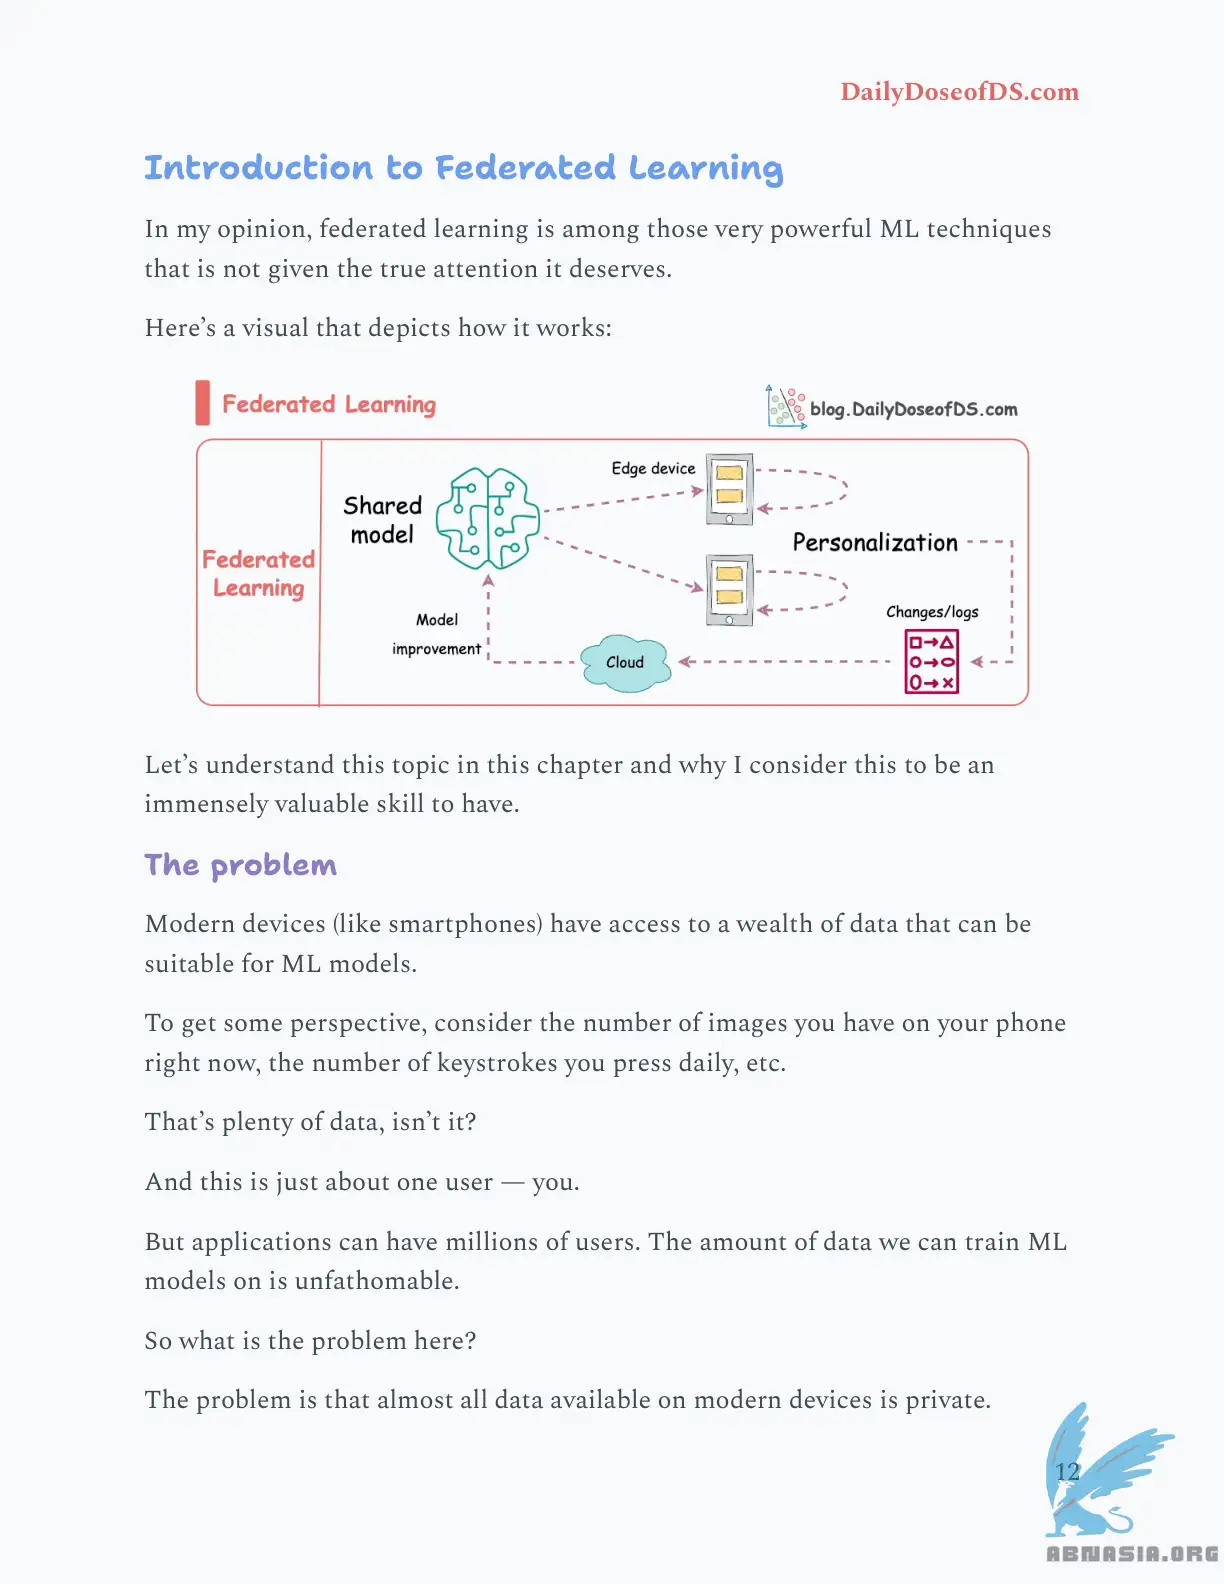 DailyDoseofDS.com
Introduction to Federated Learning
In my opinion, federated learning is among those very powerful ML techniques
that is not given the true attention it deserves.
Here’s a visual that depicts how it works:
Federated Learning
blog.DailyDoseofDS.com
Federated
Learning
Shared
model
Edge device
Personalization
Changes/logs
Cloud
Model
improvement
Let’s understand this topic in this chapter and why I consider this to be an
immensely valuable skill to have.
The problem
Modern devices (like smartphones) have access to a wealth of data that can be
suitable for ML models.
To get some perspective, consider the number of images you have on your phone
right now, the number of keystrokes you press daily, etc.
That’s plenty of data, isn’t it?
And this is just about one user — you.
But applications can have millions of users. The amount of data we can train ML
models on is unfathomable.
So what is the problem here?
The problem is that almost all data available on modern devices is private.
12
ABNASIA.ORG